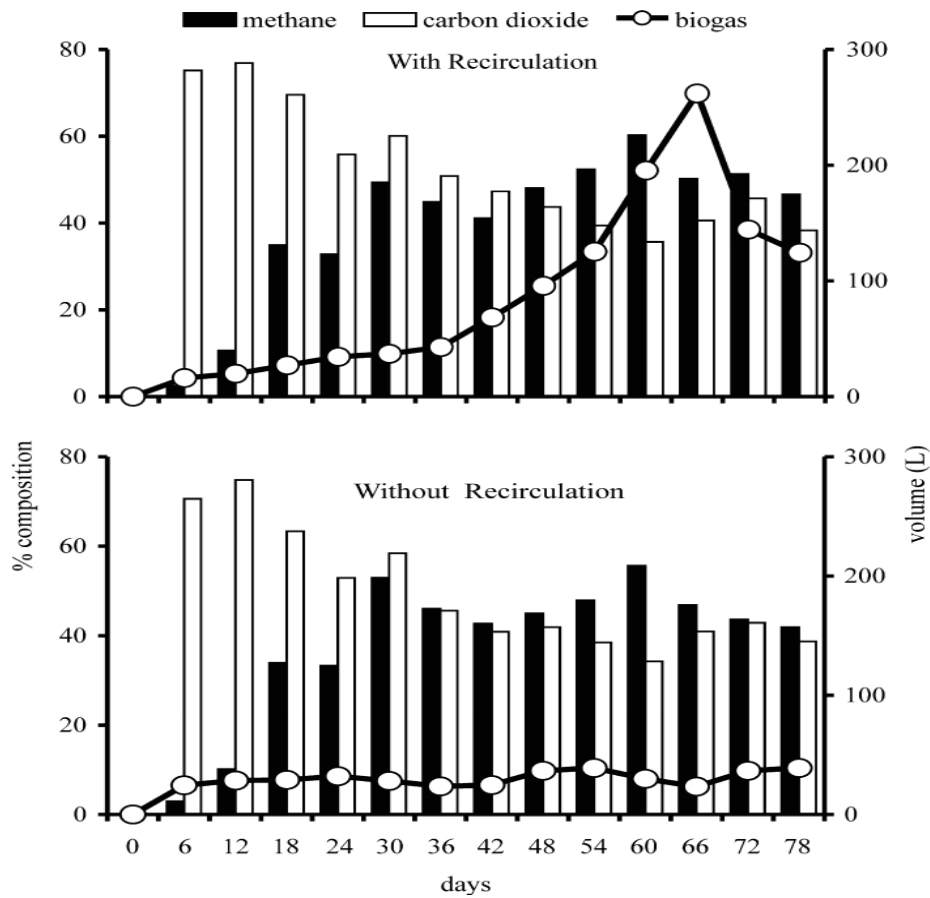 methane carbon dioxide biogas
With Recirculation
80
60
40
20
0
300
200
100
0
Without Recirculation
80
60
40
20
0
300
200
100
0
% composition
volume (L)
0 6 12 18 24 30 36 42 48 54 60 66 72 78
days